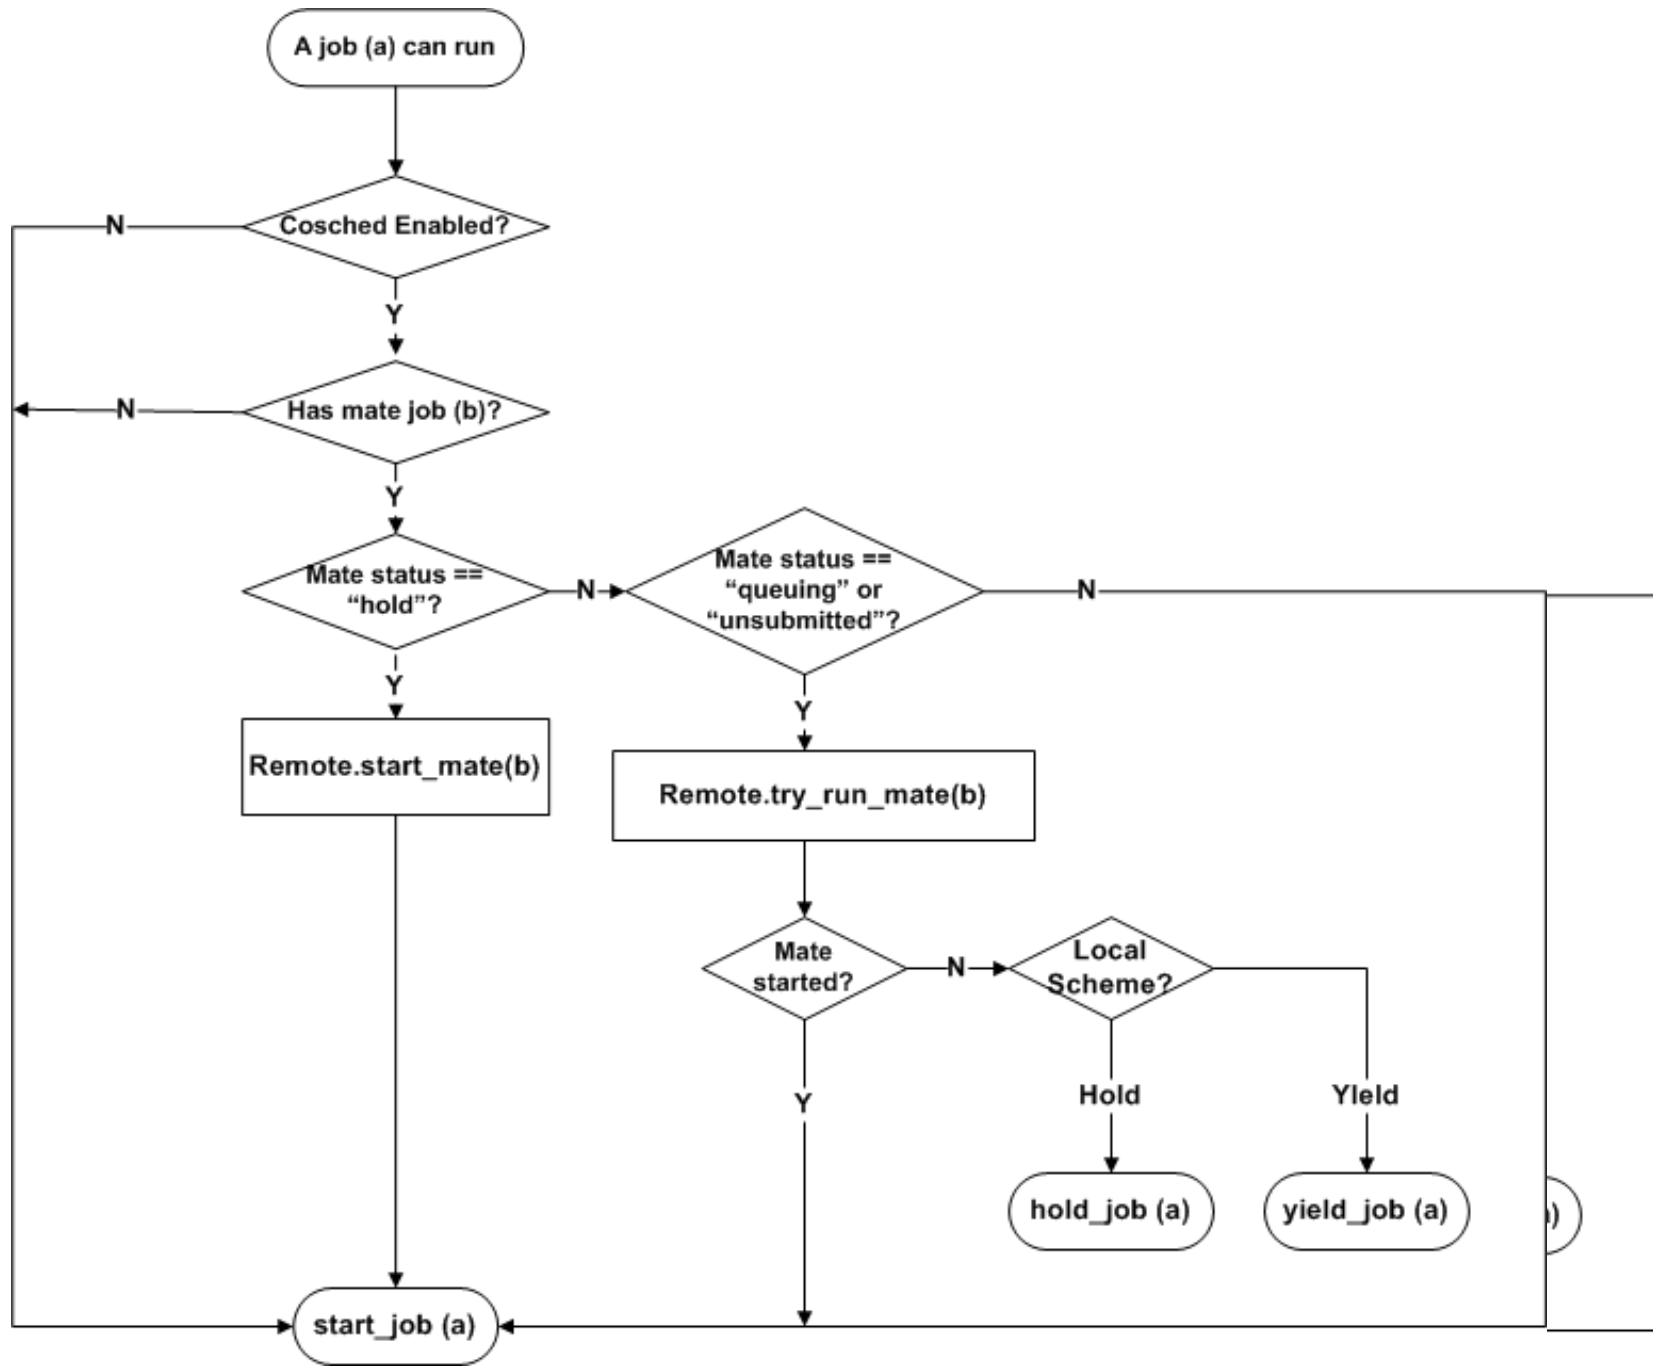 A job (a) can run
Cosched Enabled?
N
Y
Has mate job (b)?
N
Y
Mate status ==
“hold”?
N
Mate status ==
“queuing” or
“unsubmitted”?
N
Y
Y
Remote.start_mate(b)
Remote.try_run_mate(b)
Mate
started?
N
Local
Scheme?
Y
Hold
YIeld
hold_job (a)
yield_job (a)
)
start_job (a)